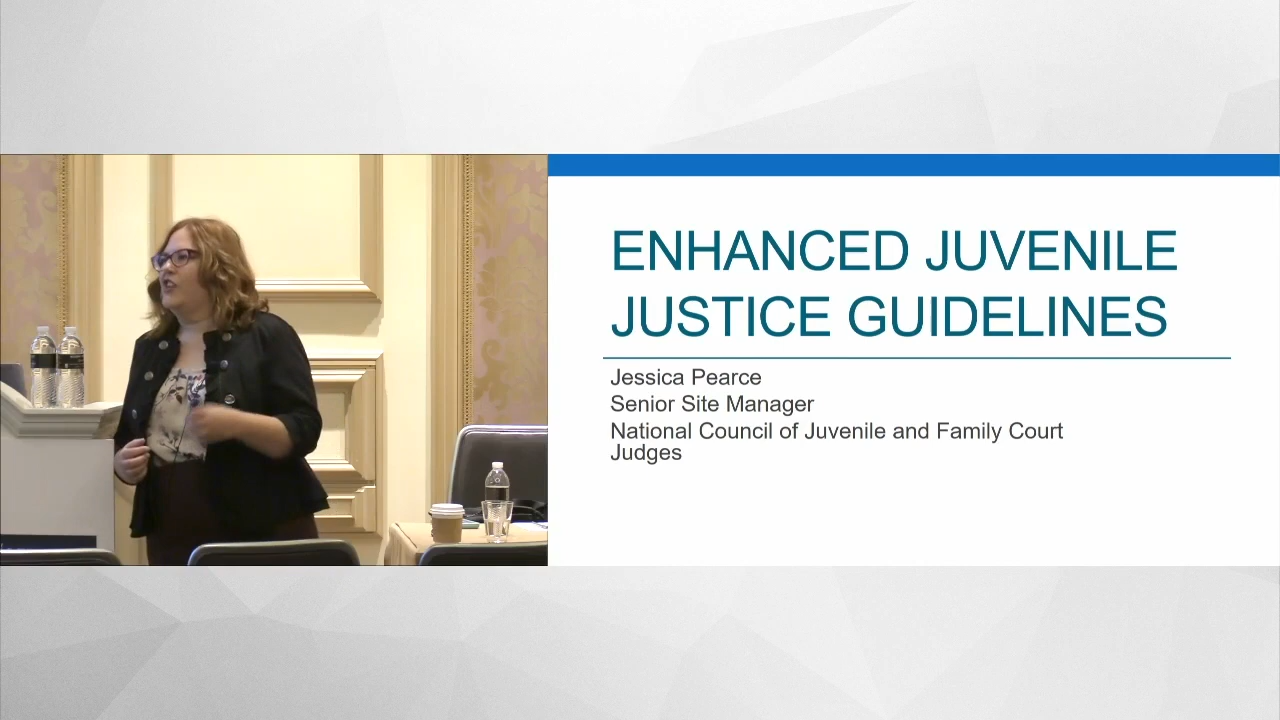 ENHANCED JUVENILE
JUSTICE GUIDELINES
Jessica Pearce
Senior Site Manager
National Council of Juvenile and Family Court
Judges